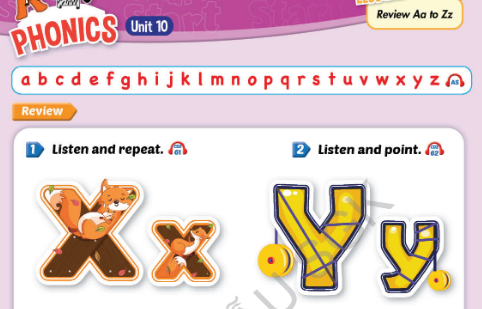 Review Aa to Zz
PHONICS Unit 10
a b c d e f g h i j k l m n o p q r s t u v w x y z
Review
1 Listen and repeat.
2 Listen and point.
X x
Y y